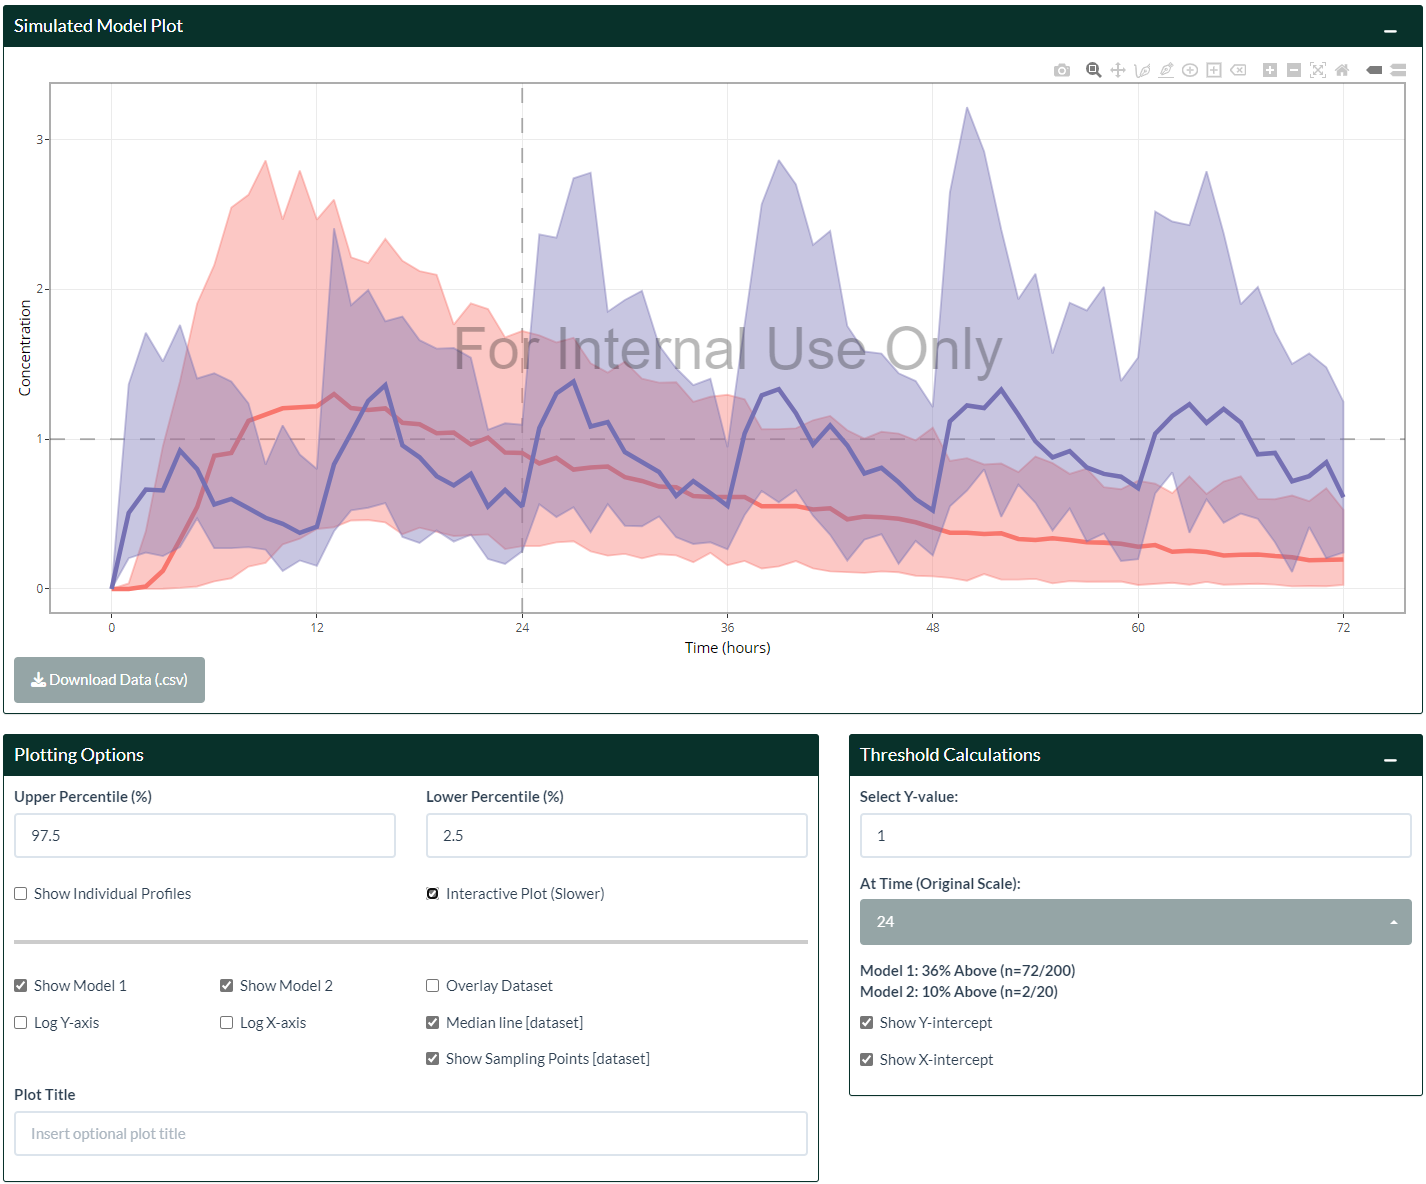 Simulated Model Plot
3
2
1
0
Concentration
For Internal Use Only
0 12 24 36 48 60 72
Time (hours)
Download Data (.csv)
Plotting Options
Upper Percentile (%) Lower Percentile (%)
97.5 2.5
Show Individual Profiles Interactive Plot (Slower)
Show Model 1 Show Model 2 Overlay Dataset
Log Y-axis Log X-axis Median line [dataset]
Show Sampling Points [dataset]
Plot Title
Insert optional plot title
Threshold Calculations
Select Y-value:
1
At Time (Original Scale):
24
Model 1: 36% Above (n=72/200)
Model 2: 10% Above (n=2/20)
Show Y-intercept
Show X-intercept